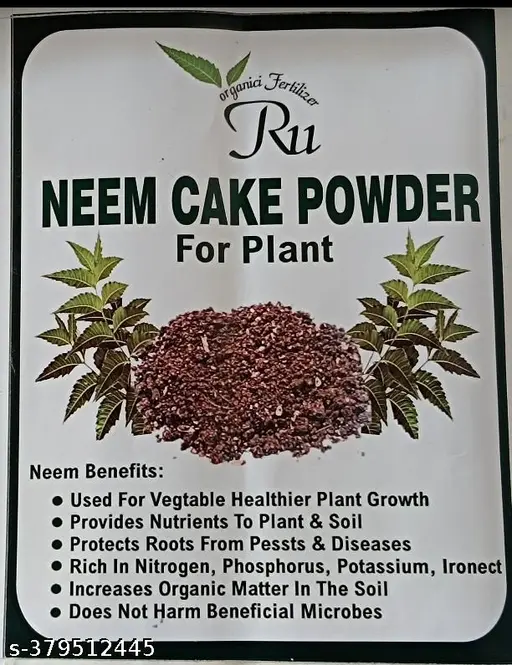 organici Fertilizer
Ru
NEEM CAKE POWDER
For Plant
Neem Benefits:
● Used For Vegtable Healthier Plant Growth
● Provides Nutrients To Plant & Soil
● Protects Roots From Pessts & Diseases
● Rich In Nitrogen, Phosphorus, Potassium, Ironect
● Increases Organic Matter In The Soil
● Does Not Harm Beneficial Microbes
s-379512445